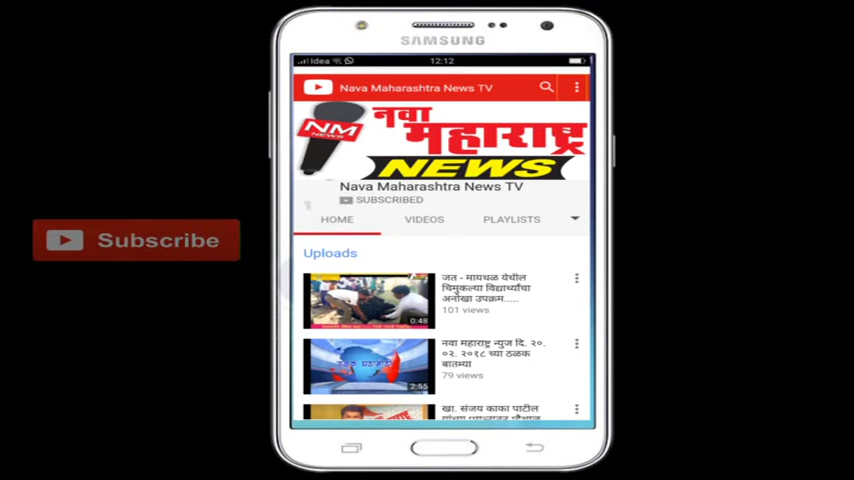 SAMSUNG
Idea 12:12
Nava Maharashtra News TV
NM
NEWS
नवा
महाराष्ट्र
NEWS
Nava Maharashtra News TV
SUBSCRIBED
HOME VIDEOS PLAYLISTS
Subscribe
Uploads
जत - मायथळ येथील
चिमुकल्या विद्यार्थ्यांचा
अनोखा उपक्रम.....
101 views
0:48
नवा महाराष्ट्र न्युज दि. २०.
०२. २०१८ च्या ठळक
बातम्या
79 views
2:55
खा. संजय काका पाटील